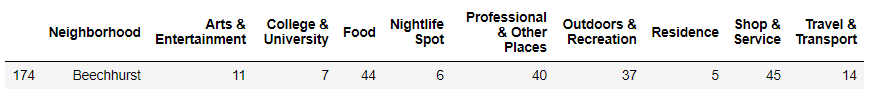 Neighborhood Arts & Entertainment College & University Food Nightlife Spot Professional & Other Places Outdoors & Recreation Residence Shop & Service Travel & Transport
174 Beechhurst 11 7 44 6 40 37 5 45 14